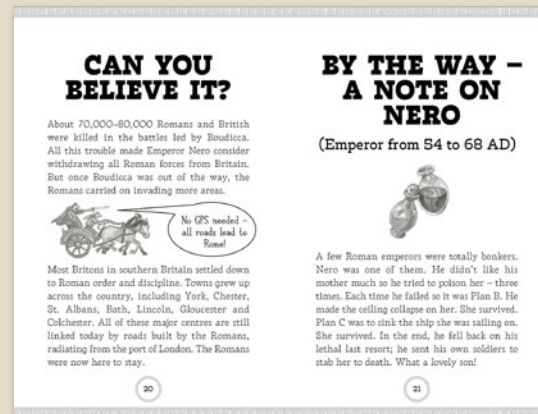 CAN YOU
BELIEVE IT?
About 70,000–80,000 Romans and British
were killed in the battles led by Boudicca.
All this trouble made Emperor Nero consider
withdrawing all Roman forces from Britain.
But once Boudicca was out of the way, the
Romans carried on invading more areas.
No GPS needed –
all roads lead to
Rome!
Most Britons in southern Britain settled down
to Roman order and discipline. Towns grew up
across the country, including York, Chester,
St. Albans, Bath, Lincoln, Gloucester and
Colchester. All of these major centres are still
linked today by roads built by the Romans,
radiating from the port of London. The Romans
were now here to stay.
20
BY THE WAY –
A NOTE ON
NERO
(Emperor from 54 to 68 AD)
A few Roman emperors were totally bonkers.
Nero was one of them. He didn't like his
mother much so he tried to poison her – three
times. Each time he failed so it was Plan B. He
made the ceiling collapse on her. She survived.
Plan C was to sink the ship she was sailing on.
She survived. In the end, he fell back on his
lethal last resort; he sent his own soldiers to
stab her to death. What a lovely son!
21